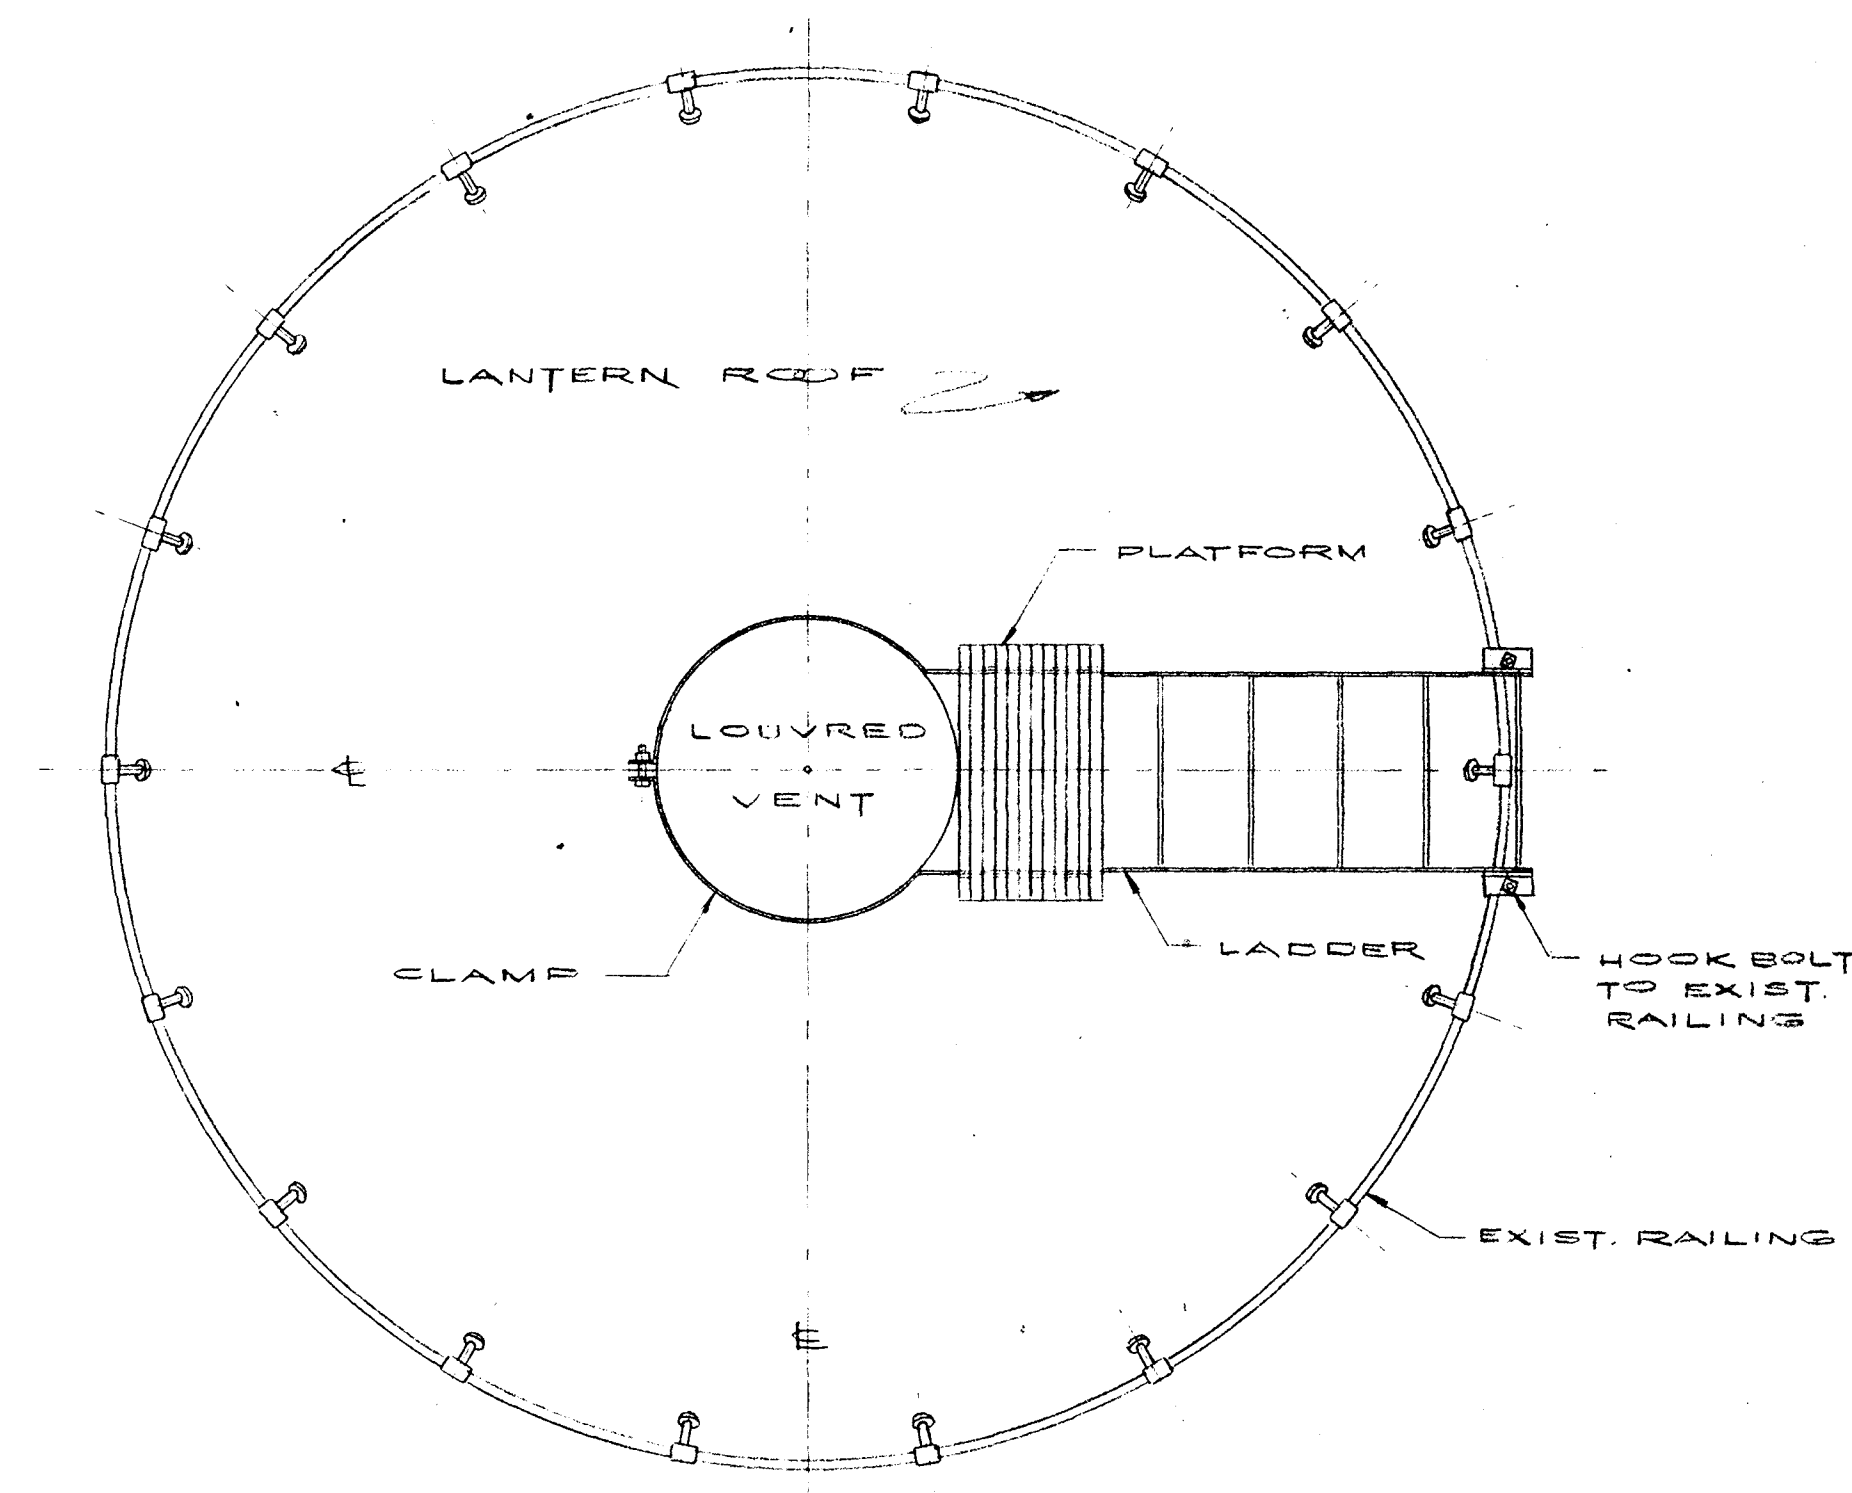 LANTERN ROOF
PLATFORM
LOUVRED
VENT
℄
CLAMP
LADDER
HOOK BOLT
TO EXIST.
RAILING
EXIST. RAILING
℄